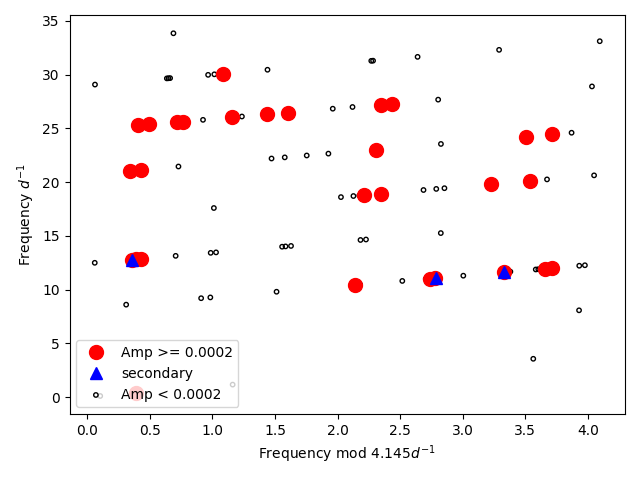 35
30
25
20
15
10
5
0
Frequency $d^{-1}$
Amp >= 0.0002
secondary
Amp < 0.0002
0.0 0.5 1.0 1.5 2.0 2.5 3.0 3.5 4.0
Frequency mod 4.145$d^{-1}$